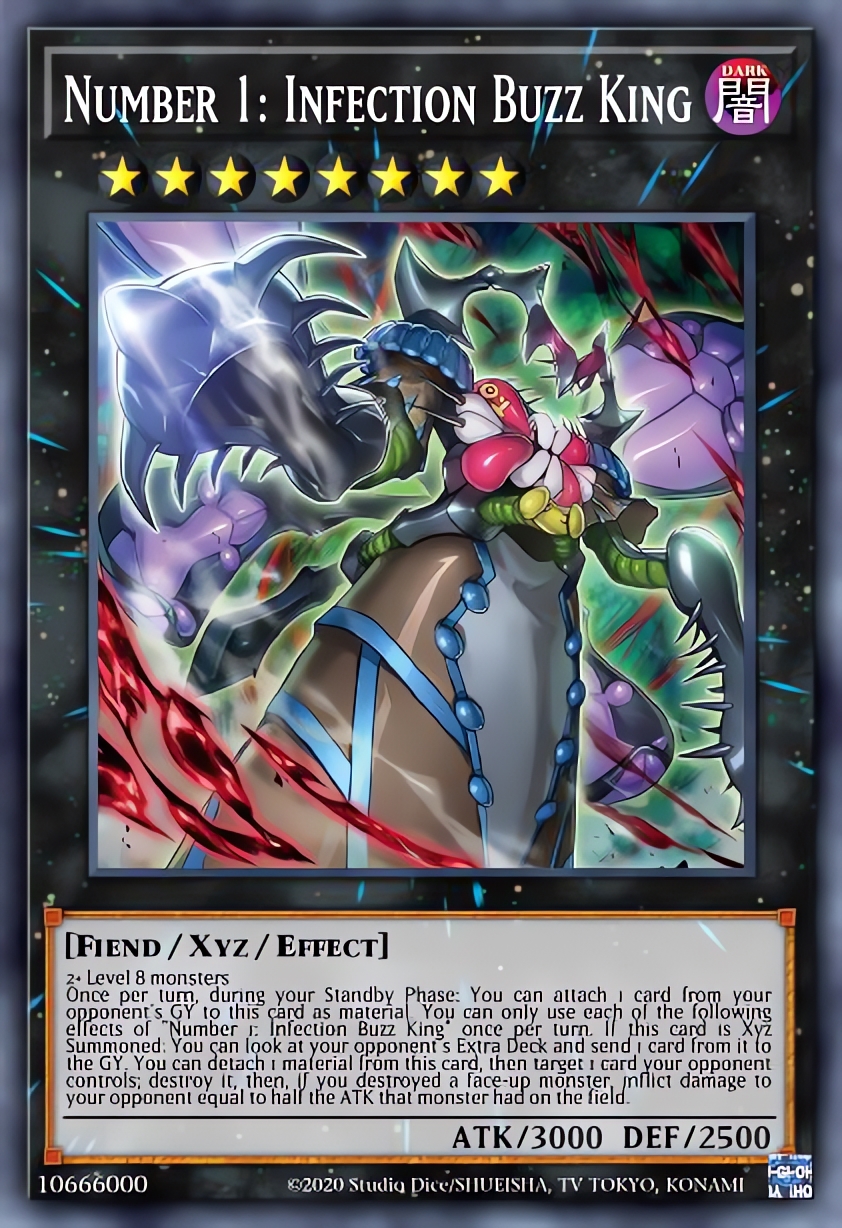 NUMBER 1: INFECTION BUZZ KING
DARK
闇
01
[FIEND / XYZ / EFFECT]
2+ Level 8 monsters
Once per turn, during your Standby Phase: You can attach 1 card from your
opponent's GY to this card as material. You can only use each of the following
effects of "Number 1: Infection Buzz King" once per turn. If this card is Xyz
Summoned: You can look at your opponent's Extra Deck and send 1 card from it to
the GY. You can detach 1 material from this card, then target 1 card your opponent
controls; destroy it, then, if you destroyed a face-up monster, inflict damage to
your opponent equal to half the ATK that monster had on the field.
ATK/3000 DEF/2500
10666000 ©2020 Studio Dice/SHUEISHA, TV TOKYO, KONAMI